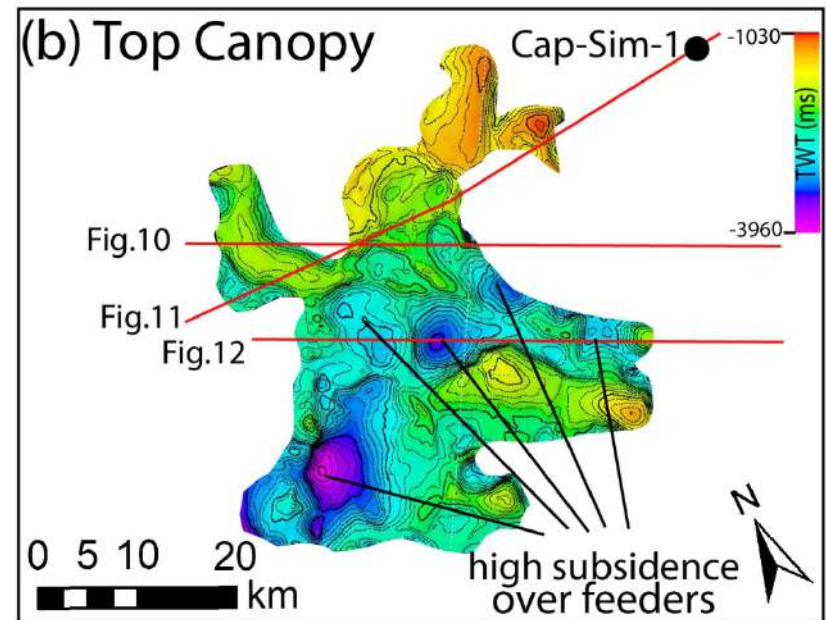 (b) Top Canopy
Cap-Sim-1
-1030
TWT (ms)
-3960
Fig.10
Fig.11
Fig.12
N
0 5 10 20
km
high subsidence
over feeders